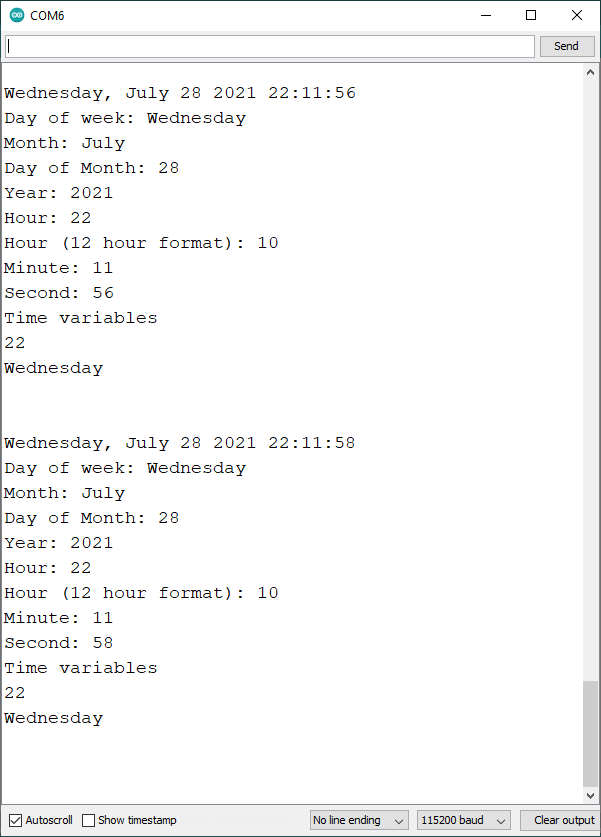 COM6
Send
Wednesday, July 28 2021 22:11:56
Day of week: Wednesday
Month: July
Day of Month: 28
Year: 2021
Hour: 22
Hour (12 hour format): 10
Minute: 11
Second: 56
Time variables
22
Wednesday
Wednesday, July 28 2021 22:11:58
Day of week: Wednesday
Month: July
Day of Month: 28
Year: 2021
Hour: 22
Hour (12 hour format): 10
Minute: 11
Second: 58
Time variables
22
Wednesday
Autoscroll Show timestamp No line ending 115200 baud Clear output